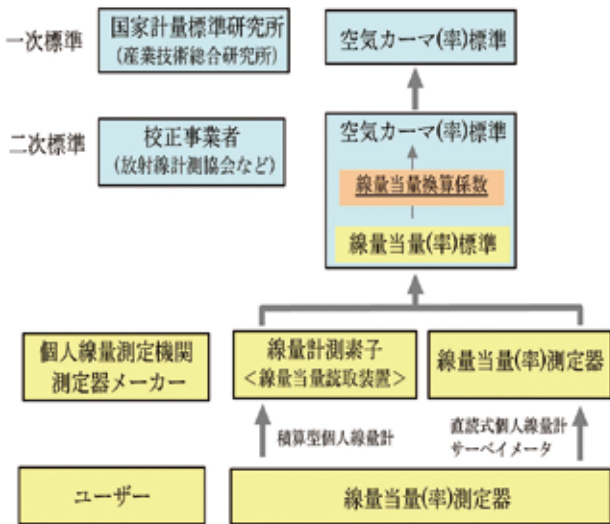 一次標準
国家計量標準研究所
(産業技術総合研究所)
空気カーマ(率)標準
二次標準
校正事業者
(放射線計測協会など)
空気カーマ(率)標準
線量当量換算係数
線量当量(率)標準
個人線量測定機関
測定器メーカー
線量計測素子
<線量当量読取装置>
線量当量(率)測定器
積算型個人線量計
直読式個人線量計
サーベイメータ
ユーザー
線量当量(率)測定器